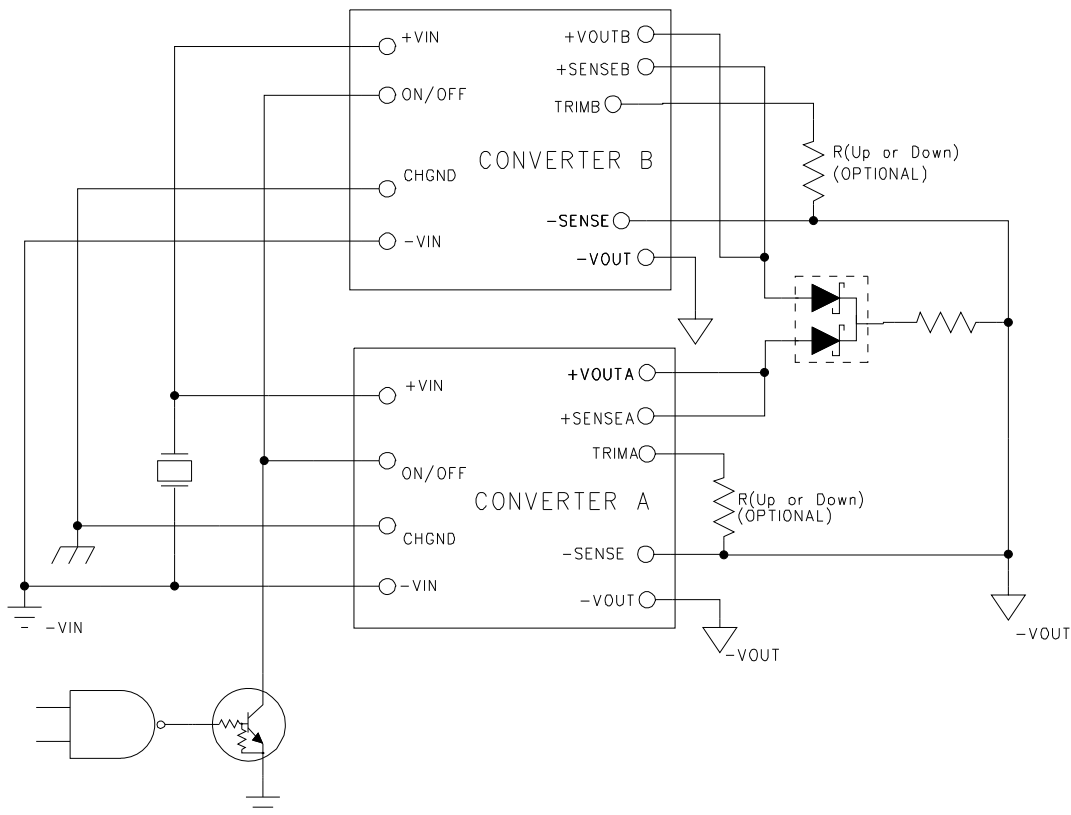 +VIN
ON/OFF
CHGND
-VIN
CONVERTER B
+VOUTB
+SENSEB
TRIMB
-SENSE
-VOUT
R(Up or Down)
(OPTIONAL)
+VIN
ON/OFF
CHGND
-VIN
CONVERTER A
+VOUTA
+SENSEA
TRIMA
-SENSE
-VOUT
R(Up or Down)
(OPTIONAL)
-VIN
-VOUT
-VOUT